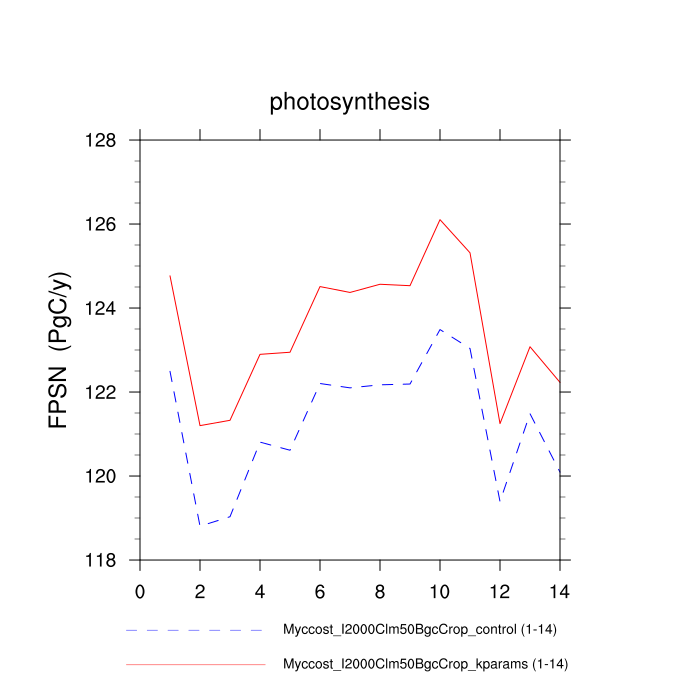 photosynthesis
FPSN (PgC/y)
128
126
124
122
120
118
0 2 4 6 8 10 12 14
Myccost_I2000Clm50BgcCrop_control (1-14)
Myccost_I2000Clm50BgcCrop_kparams (1-14)